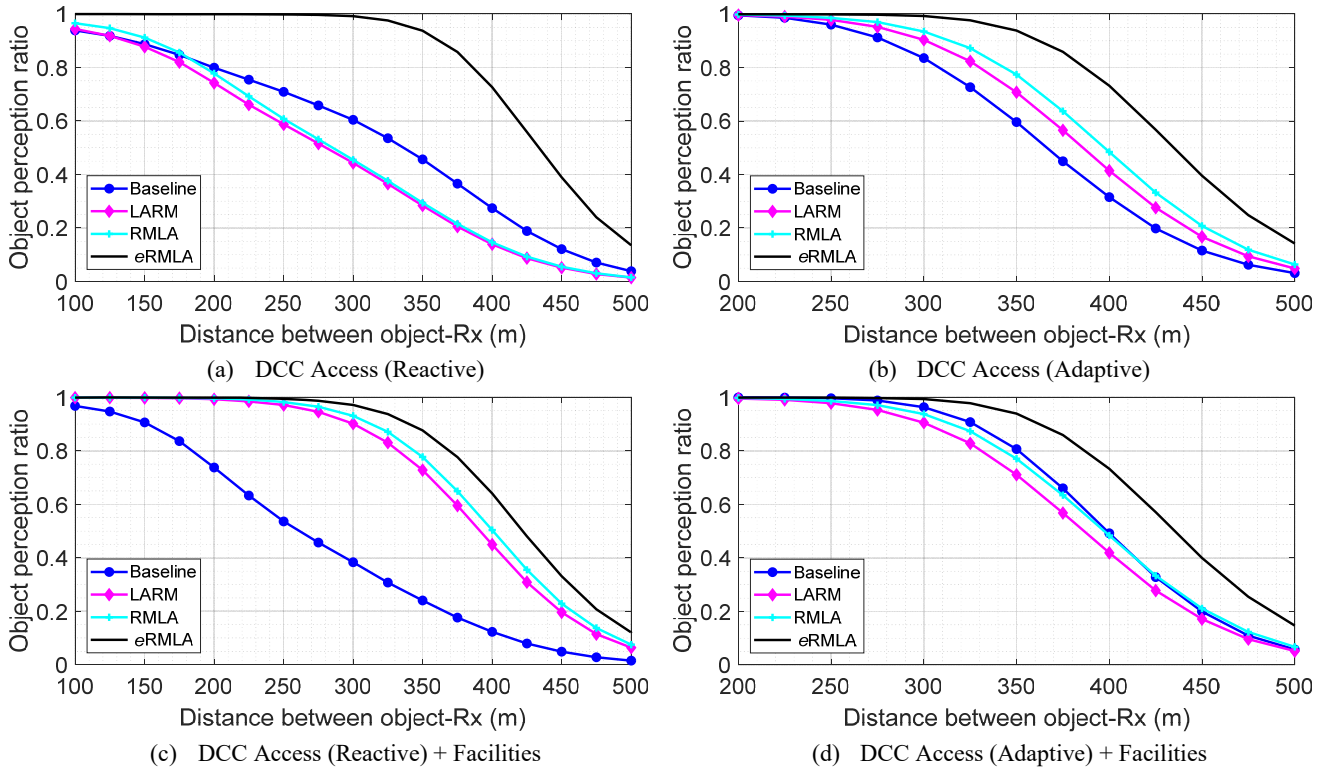 Object perception ratio
1
0.8
0.6
0.4
0.2
0
Baseline
LARM
RMLA
eRMLA
100 150 200 250 300 350 400 450 500
Distance between object-Rx (m)
(a) DCC Access (Reactive)
Object perception ratio
1
0.8
0.6
0.4
0.2
0
Baseline
LARM
RMLA
eRMLA
200 250 300 350 400 450 500
Distance between object-Rx (m)
(b) DCC Access (Adaptive)
Object perception ratio
1
0.8
0.6
0.4
0.2
0
Baseline
LARM
RMLA
eRMLA
100 150 200 250 300 350 400 450 500
Distance between object-Rx (m)
(c) DCC Access (Reactive) + Facilities
Object perception ratio
1
0.8
0.6
0.4
0.2
0
Baseline
LARM
RMLA
eRMLA
200 250 300 350 400 450 500
Distance between object-Rx (m)
(d) DCC Access (Adaptive) + Facilities